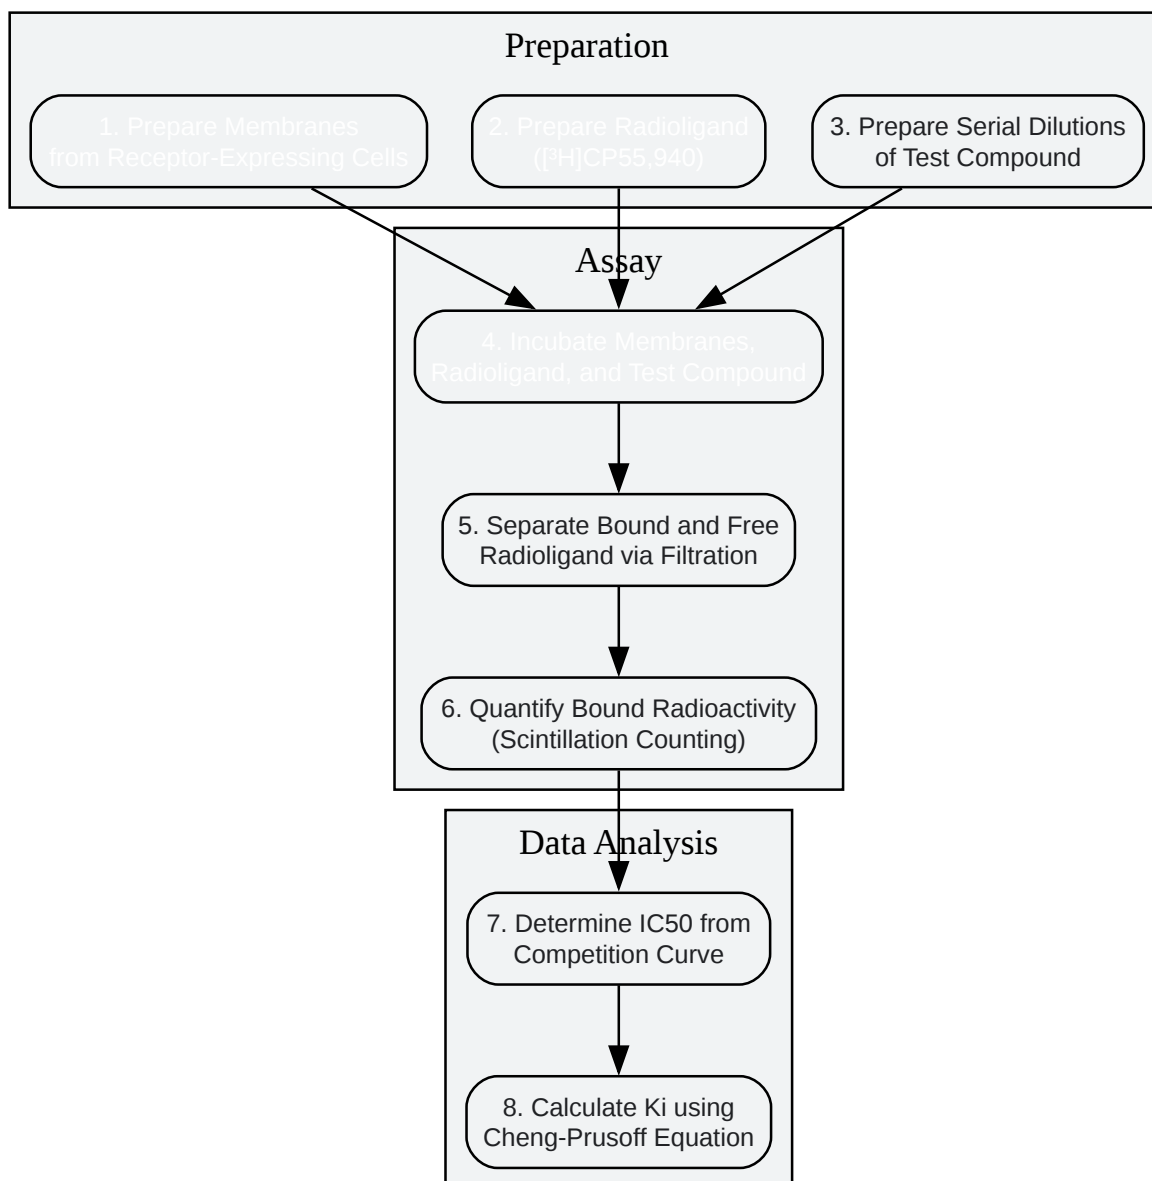 Preparation
1. Prepare Membranes
from Receptor-Expressing Cells
2. Prepare Radioligand
([³H]CP55,940)
3. Prepare Serial Dilutions
of Test Compound
Assay
4. Incubate Membranes,
Radioligand, and Test Compound
5. Separate Bound and Free
Radioligand via Filtration
6. Quantify Bound Radioactivity
(Scintillation Counting)
Data Analysis
7. Determine IC50 from
Competition Curve
8. Calculate Ki using
Cheng-Prusoff Equation